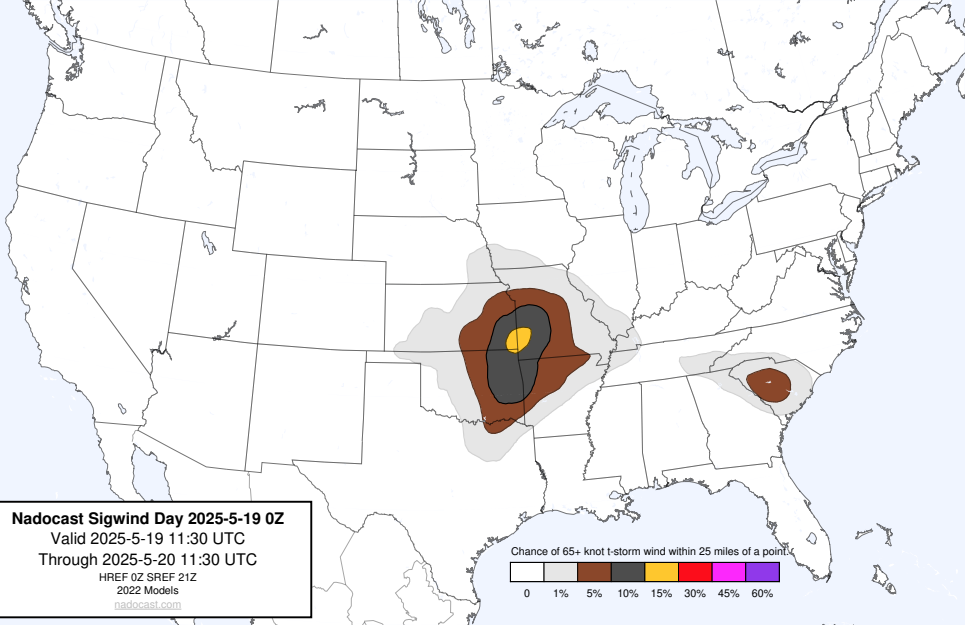 Nadocast Sigwind Day 2025-5-19 0Z
Valid 2025-5-19 11:30 UTC
Through 2025-5-20 11:30 UTC
HREF 0Z SREF 21Z
2022 Models
nadocast.com
Chance of 65+ knot t-storm wind within 25 miles of a point.
0 1% 5% 10% 15% 30% 45% 60%